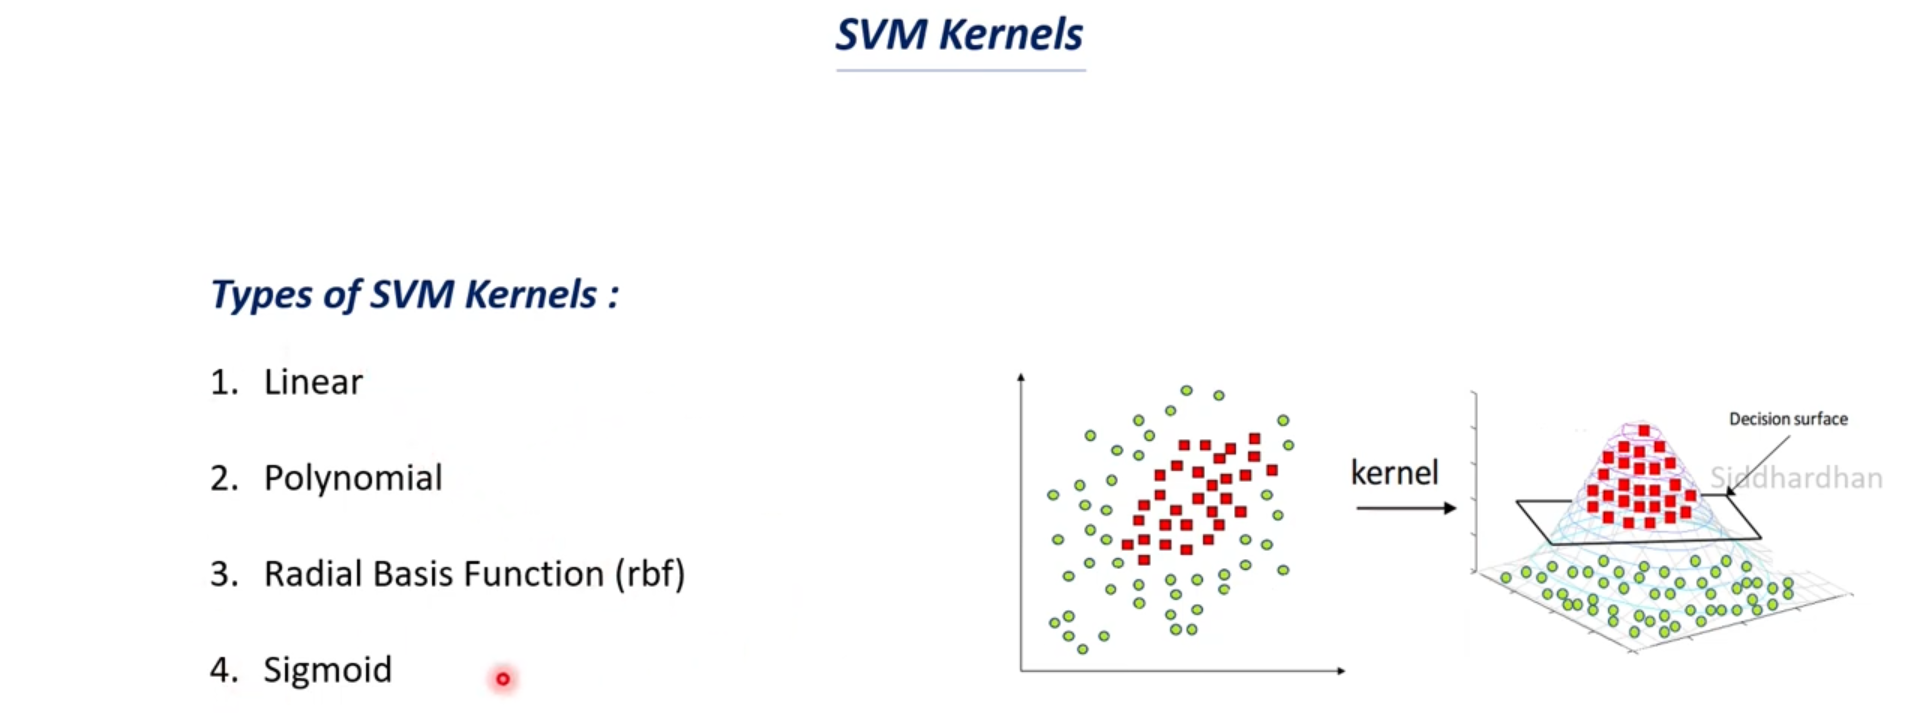 SVM Kernels
Types of SVM Kernels :
1. Linear
2. Polynomial
3. Radial Basis Function (rbf)
4. Sigmoid
kernel
Decision surface
Siddhardhan